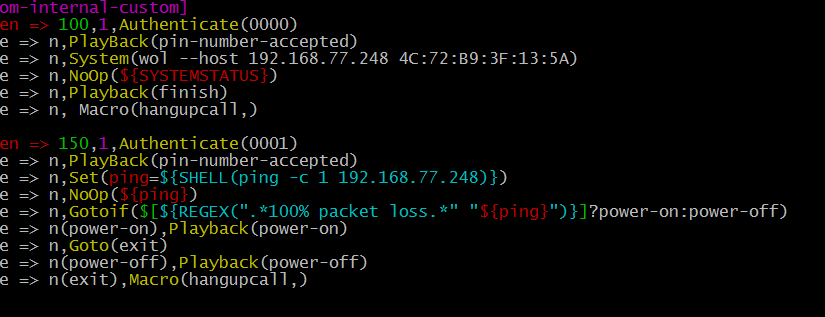 om-internal-custom]
en => 100,1,Authenticate(0000)
e => n,PlayBack(pin-number-accepted)
e => n,System(wol --host 192.168.77.248 4C:72:B9:3F:13:5A)
e => n,NoOp(${SYSTEMSTATUS})
e => n,Playback(finish)
e => n, Macro(hangupcall,)
en => 150,1,Authenticate(0001)
e => n,PlayBack(pin-number-accepted)
e => n,Set(ping=${SHELL(ping -c 1 192.168.77.248)})
e => n,NoOp(${ping})
e => n,Gotoif($[${REGEX(".*100% packet loss.*" "${ping}")}]?power-on:power-off)
e => n(power-on),Playback(power-on)
e => n,Goto(exit)
e => n(power-off),Playback(power-off)
e => n(exit),Macro(hangupcall,)